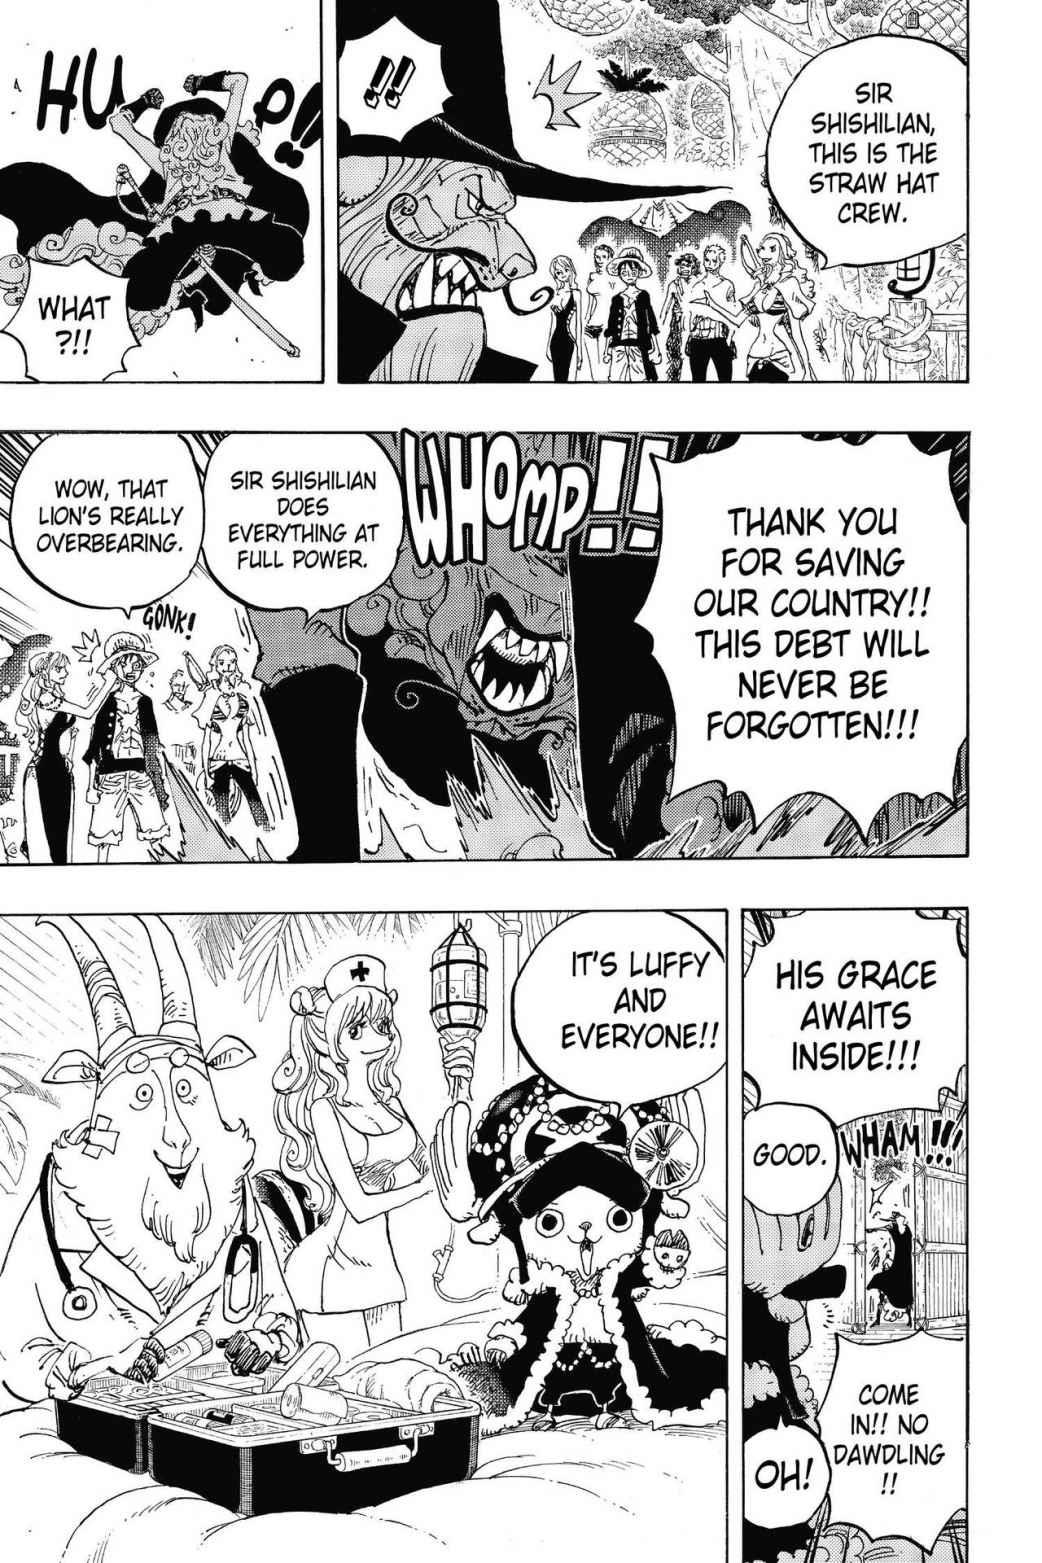 SIR
SHISHILIAN,
THIS IS THE
STRAW HAT
CREW.
!!
HUP!!
WHAT
?!!
THANK YOU
FOR SAVING
OUR COUNTRY!!
THIS DEBT WILL
NEVER BE
FORGOTTEN!!!
WHOMP!!
SIR SHISHILIAN
DOES
EVERYTHING AT
FULL POWER.
WOW, THAT
LION'S REALLY
OVERBEARING.
GONK!
HIS GRACE
AWAITS
INSIDE!!!
GOOD.
WHAM!!!
COME
IN!! NO
DAWDLING
!!
OH!
IT'S LUFFY
AND
EVERYONE!!